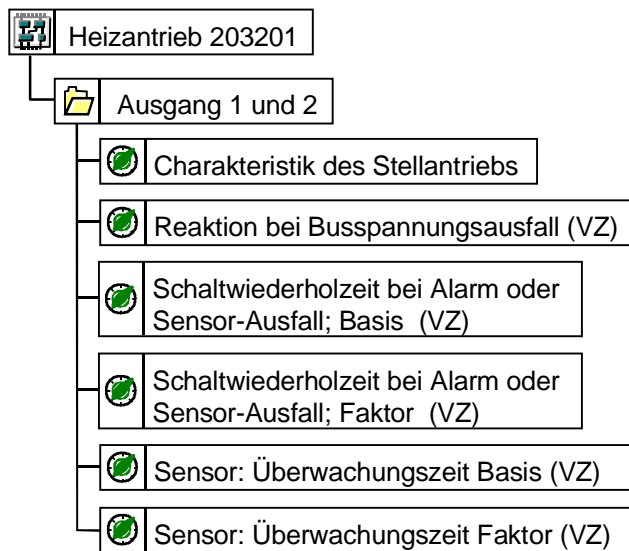 Heizantrieb 203201
Ausgang 1 und 2
Charakteristik des Stellantriebs
Reaktion bei Busspannungsausfall (VZ)
Schaltwiederholzeit bei Alarm oder
Sensor-Ausfall; Basis (VZ)
Schaltwiederholzeit bei Alarm oder
Sensor-Ausfall; Faktor (VZ)
Sensor: Überwachungszeit Basis (VZ)
Sensor: Überwachungszeit Faktor (VZ)